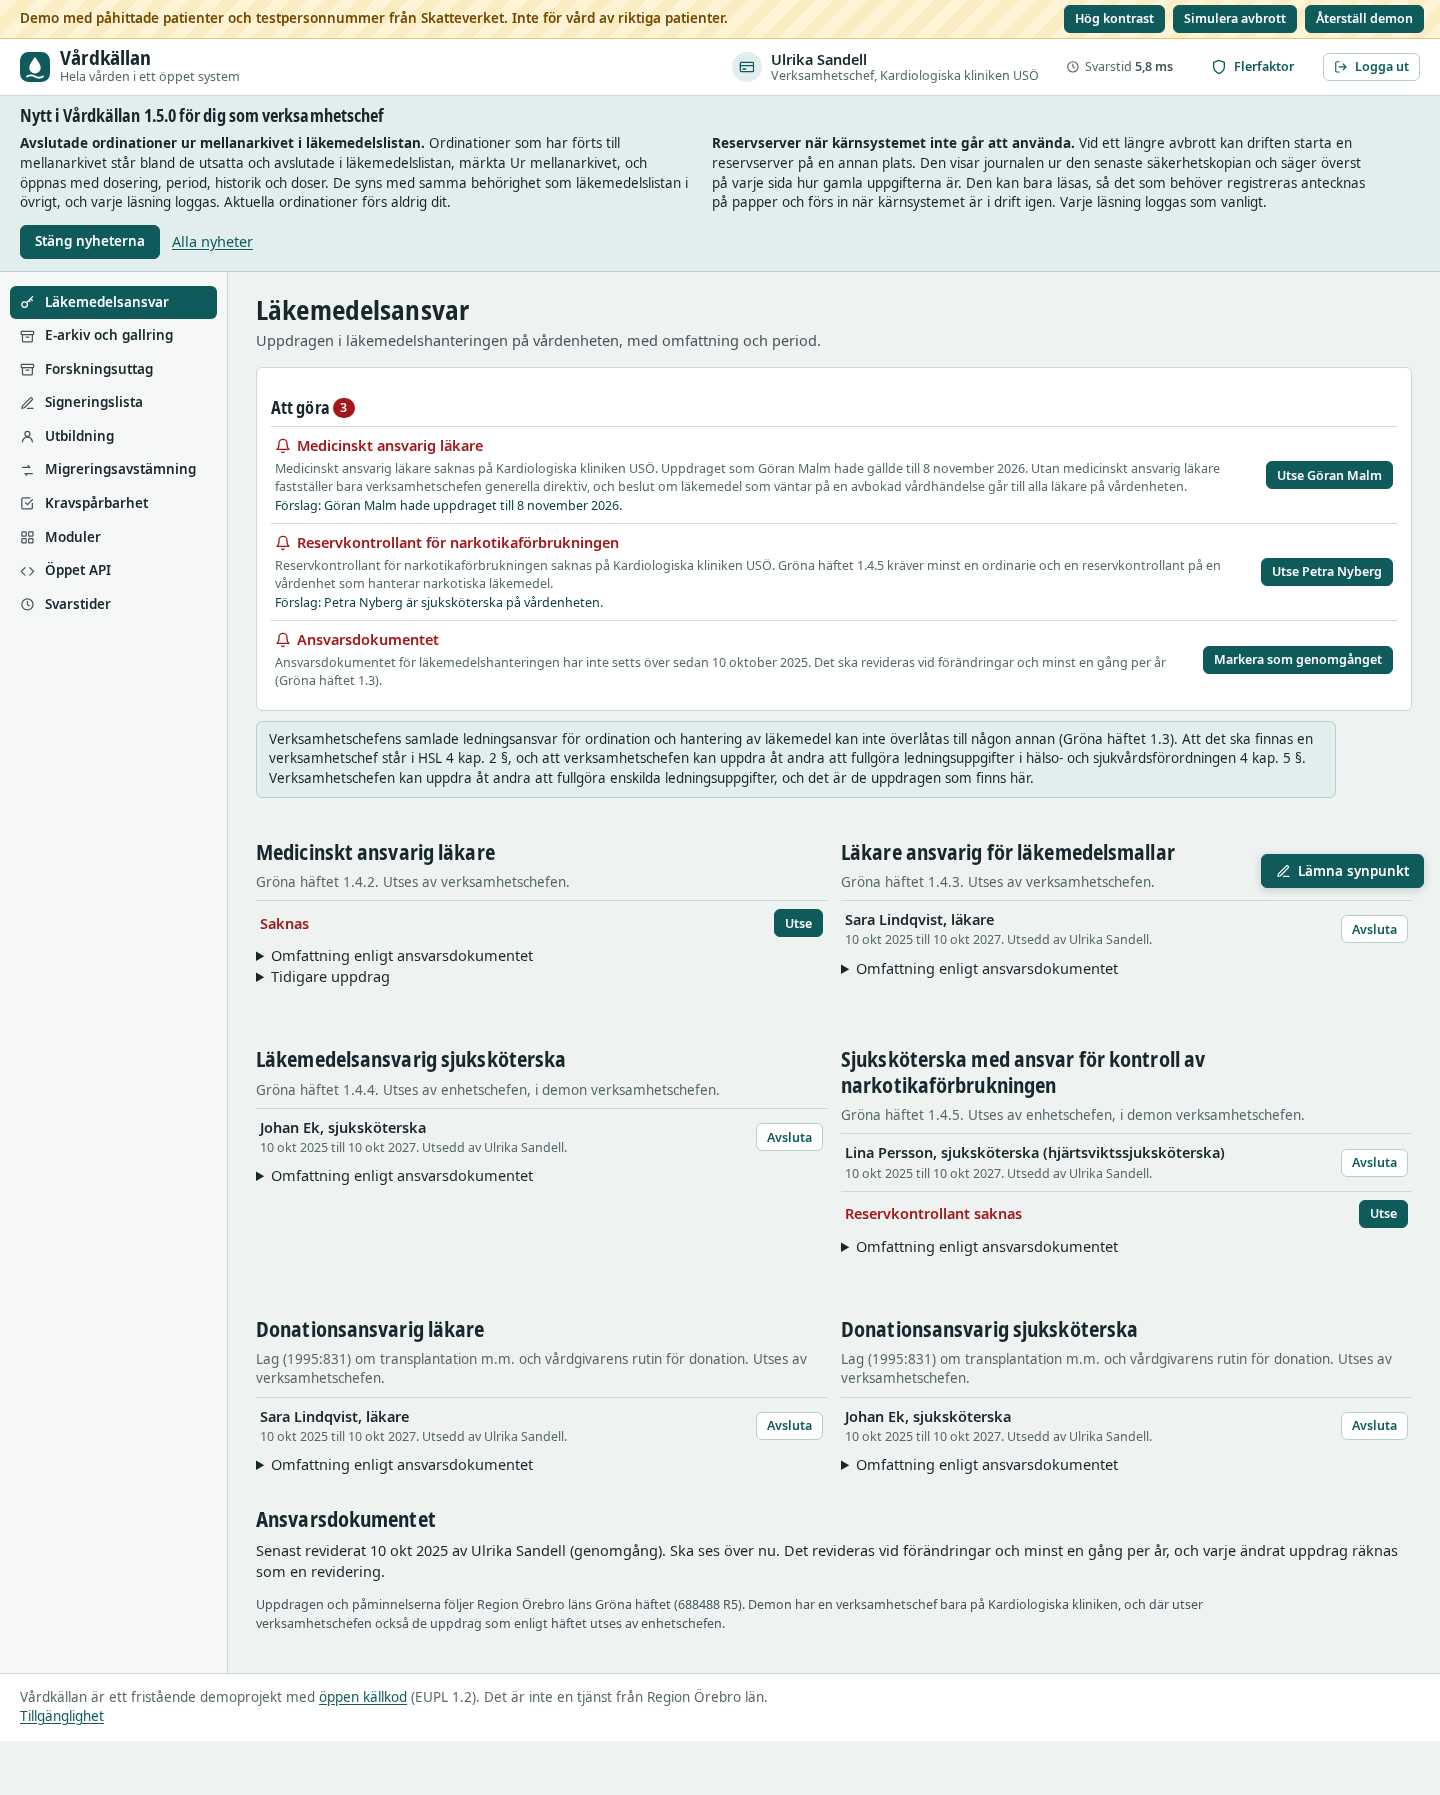 Demo med påhittade patienter och testpersonnummer från Skatteverket. Inte för vård av riktiga patienter.
Hög kontrast
Simulera avbrott
Återställ demon
Vårdkällan
Hela vården i ett öppet system
Ulrika Sandell
Verksamhetschef, Kardiologiska kliniken USÖ
Svarstid 5,8 ms
Flerfaktor
Logga ut
Nytt i Vårdkällan 1.5.0 för dig som verksamhetschef
Avslutade ordinationer ur mellanarkivet i läkemedelslistan. Ordinationer som har förts till
mellanarkivet står bland de utsatta och avslutade i läkemedelslistan, märkta Ur mellanarkivet, och
öppnas med dosering, period, historik och doser. De syns med samma behörighet som läkemedelslistan i
övrigt, och varje läsning loggas. Aktuella ordinationer förs aldrig dit.
Reservserver när kärnsystemet inte går att använda. Vid ett längre avbrott kan driften starta en
reservserver på en annan plats. Den visar journalen ur den senaste säkerhetskopian och säger överst
på varje sida hur gamla uppgifterna är. Den kan bara läsas, så det som behöver registreras antecknas
på papper och förs in när kärnsystemet är i drift igen. Varje läsning loggas som vanligt.
Stäng nyheterna
Alla nyheter
Läkemedelsansvar
E-arkiv och gallring
Forskningsuttag
Signeringslista
Utbildning
Migreringsavstämning
Kravspårbarhet
Moduler
Öppet API
Svarstider
Läkemedelsansvar
Uppdragen i läkemedelshanteringen på vårdenheten, med omfattning och period.
Att göra 3
Medicinskt ansvarig läkare
Medicinskt ansvarig läkare saknas på Kardiologiska kliniken USÖ. Uppdraget som Göran Malm hade gällde till 8 november 2026. Utan medicinskt ansvarig läkare
fastställer bara verksamhetschefen generella direktiv, och beslut om läkemedel som väntar på en avbokad vårdhändelse går till alla läkare på vårdenheten.
Förslag: Göran Malm hade uppdraget till 8 november 2026.
Utse Göran Malm
Reservkontrollant för narkotikaförbrukningen
Reservkontrollant för narkotikaförbrukningen saknas på Kardiologiska kliniken USÖ. Gröna häftet 1.4.5 kräver minst en ordinarie och en reservkontrollant på en
vårdenhet som hanterar narkotiska läkemedel.
Förslag: Petra Nyberg är sjuksköterska på vårdenheten.
Utse Petra Nyberg
Ansvarsdokumentet
Ansvarsdokumentet för läkemedelshanteringen har inte setts över sedan 10 oktober 2025. Det ska revideras vid förändringar och minst en gång per år
(Gröna häftet 1.3).
Markera som genomgånget
Verksamhetschefens samlade ledningsansvar för ordination och hantering av läkemedel kan inte överlåtas till någon annan (Gröna häftet 1.3). Att det ska finnas en
verksamhetschef står i HSL 4 kap. 2 §, och att verksamhetschefen kan uppdra åt andra att fullgöra ledningsuppgifter i hälso- och sjukvårdsförordningen 4 kap. 5 §.
Verksamhetschefen kan uppdra åt andra att fullgöra enskilda ledningsuppgifter, och det är de uppdragen som finns här.
Medicinskt ansvarig läkare
Gröna häftet 1.4.2. Utses av verksamhetschefen.
Saknas
Utse
Omfattning enligt ansvarsdokumentet
Tidigare uppdrag
Läkare ansvarig för läkemedelsmallar
Gröna häftet 1.4.3. Utses av verksamhetschefen.
Lämna synpunkt
Sara Lindqvist, läkare
10 okt 2025 till 10 okt 2027. Utsedd av Ulrika Sandell.
Avsluta
Omfattning enligt ansvarsdokumentet
Läkemedelsansvarig sjuksköterska
Gröna häftet 1.4.4. Utses av enhetschefen, i demon verksamhetschefen.
Johan Ek, sjuksköterska
10 okt 2025 till 10 okt 2027. Utsedd av Ulrika Sandell.
Avsluta
Omfattning enligt ansvarsdokumentet
Sjuksköterska med ansvar för kontroll av
narkotikaförbrukningen
Gröna häftet 1.4.5. Utses av enhetschefen, i demon verksamhetschefen.
Lina Persson, sjuksköterska (hjärtsviktssjuksköterska)
10 okt 2025 till 10 okt 2027. Utsedd av Ulrika Sandell.
Avsluta
Reservkontrollant saknas
Utse
Omfattning enligt ansvarsdokumentet
Donationsansvarig läkare
Lag (1995:831) om transplantation m.m. och vårdgivarens rutin för donation. Utses av
verksamhetschefen.
Sara Lindqvist, läkare
10 okt 2025 till 10 okt 2027. Utsedd av Ulrika Sandell.
Avsluta
Omfattning enligt ansvarsdokumentet
Donationsansvarig sjuksköterska
Lag (1995:831) om transplantation m.m. och vårdgivarens rutin för donation. Utses av
verksamhetschefen.
Johan Ek, sjuksköterska
10 okt 2025 till 10 okt 2027. Utsedd av Ulrika Sandell.
Avsluta
Omfattning enligt ansvarsdokumentet
Ansvarsdokumentet
Senast reviderat 10 okt 2025 av Ulrika Sandell (genomgång). Ska ses över nu. Det revideras vid förändringar och minst en gång per år, och varje ändrat uppdrag räknas
som en revidering.
Uppdragen och påminnelserna följer Region Örebro läns Gröna häftet (688488 R5). Demon har en verksamhetschef bara på Kardiologiska kliniken, och där utser
verksamhetschefen också de uppdrag som enligt häftet utses av enhetschefen.
Vårdkällan är ett fristående demoprojekt med öppen källkod (EUPL 1.2). Det är inte en tjänst från Region Örebro län.
Tillgänglighet